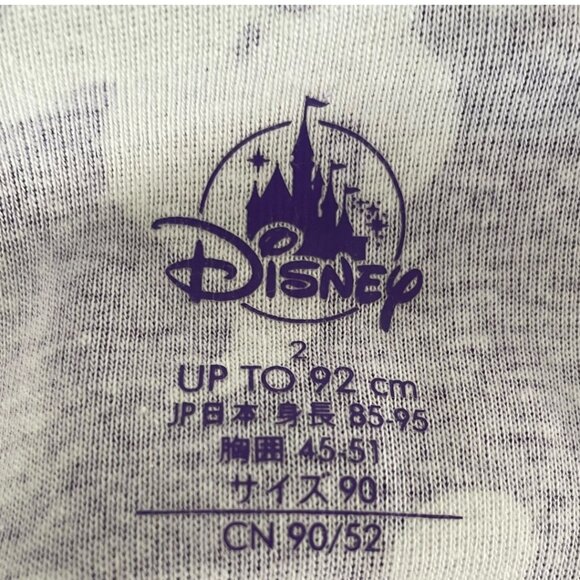 Disney
2
UP TO 92 cm
JP日本 身長 85-95
胸囲 45-51
サイズ 90
CN 90/52